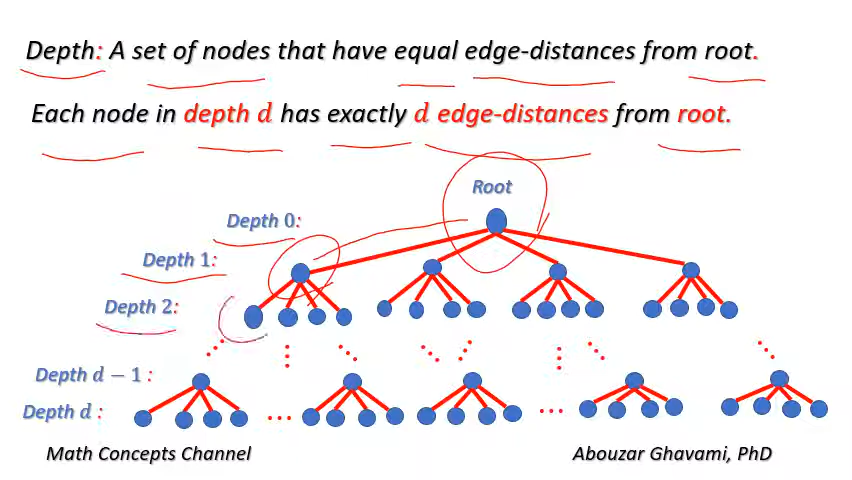 Depth: A set of nodes that have equal edge-distances from root.
Each node in depth d has exactly d edge-distances from root.
Root
Depth 0:
Depth 1:
Depth 2:
Depth d − 1 :
Depth d :
Math Concepts Channel
Abouzar Ghavami, PhD